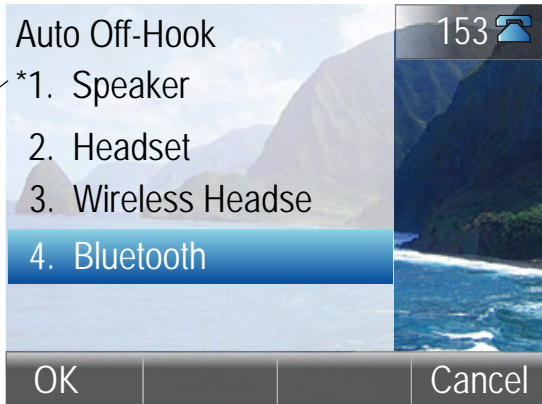 Auto Off-Hook
153
*1. Speaker
2. Headset
3. Wireless Headse
4. Bluetooth
OK
Cancel